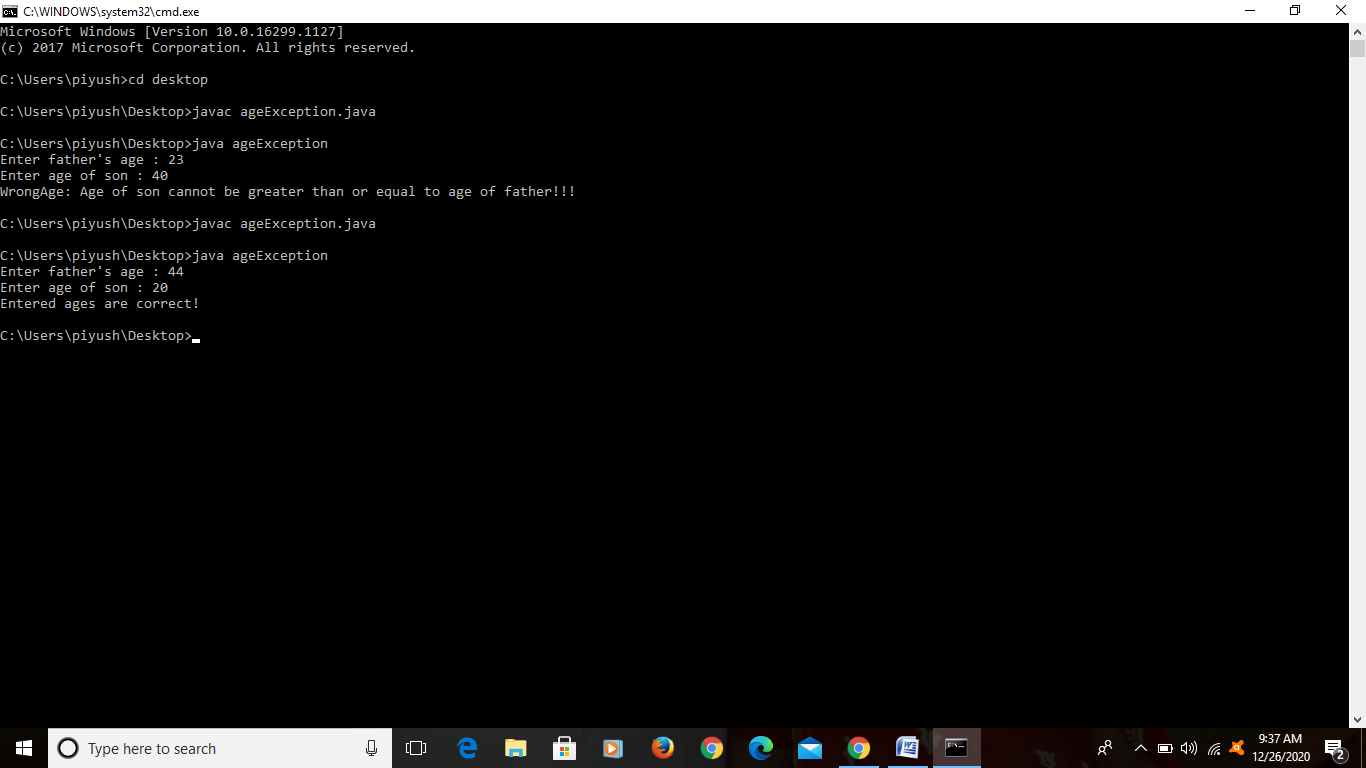 C:\WINDOWS\system32\cmd.exe
Microsoft Windows [Version 10.0.16299.1127]
(c) 2017 Microsoft Corporation. All rights reserved.
C:\Users\piyush>cd desktop
C:\Users\piyush\Desktop>javac ageException.java
C:\Users\piyush\Desktop>java ageException
Enter father's age : 23
Enter age of son : 40
WrongAge: Age of son cannot be greater than or equal to age of father!!!
C:\Users\piyush\Desktop>javac ageException.java
C:\Users\piyush\Desktop>java ageException
Enter father's age : 44
Enter age of son : 20
Entered ages are correct!
C:\Users\piyush\Desktop>
Type here to search
9:37 AM
12/26/2020
2